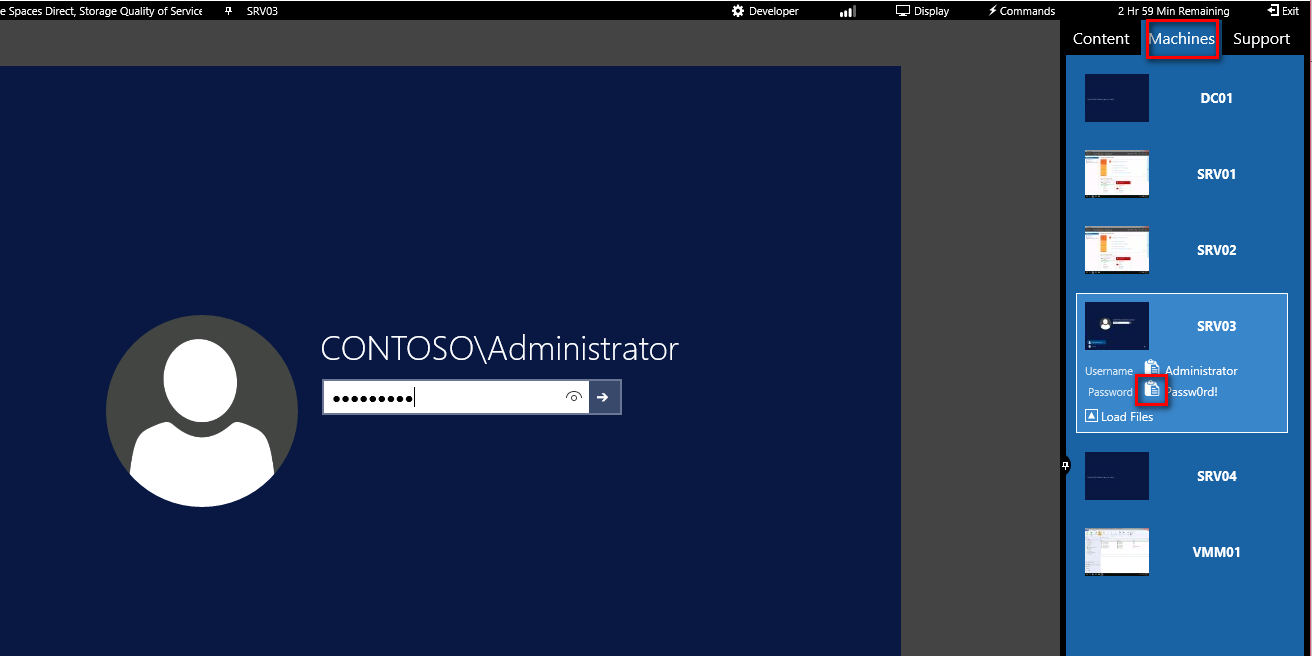 e Spaces Direct, Storage Quality of Service SRV03 Developer Display Commands 2 Hr 59 Min Remaining Exit
Content Machines Support
DC01
SRV01
SRV02
CONTOSO\Administrator
SRV03
Username Administrator
Password Passw0rd!
Load Files
SRV04
VMM01